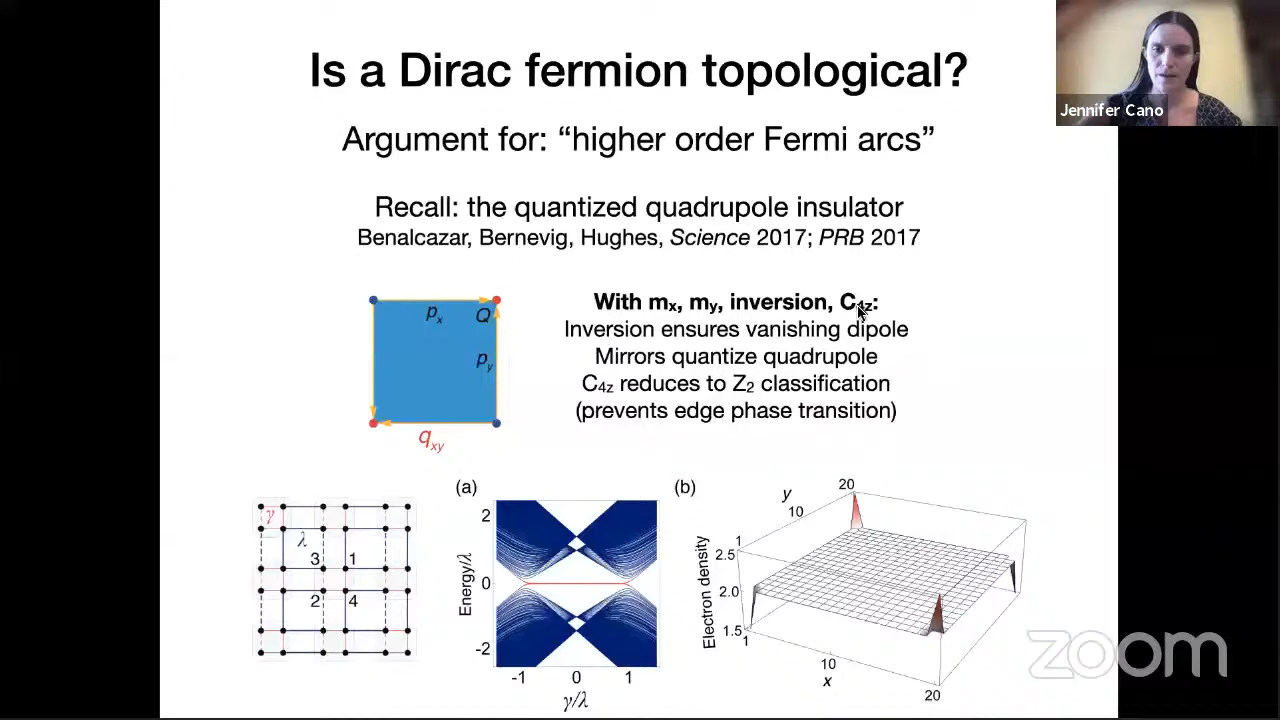 Is a Dirac fermion topological?
Jennifer Cano
Argument for: “higher order Fermi arcs”
Recall: the quantized quadrupole insulator
Benalcazar, Bernevig, Hughes, Science 2017; PRB 2017
With mx, my, inversion, C4z:
Inversion ensures vanishing dipole
Mirrors quantize quadrupole
C4z reduces to Z2 classification
(prevents edge phase transition)
px
Q
py
qxy
γ
λ
3 1
2 4
(a)
2
0
-2
Energy/λ
-1 0 1
γ/λ
(b)
20
y
10
1
2.5
2.0
1.5
Electron density
1
10
x
20
zoom